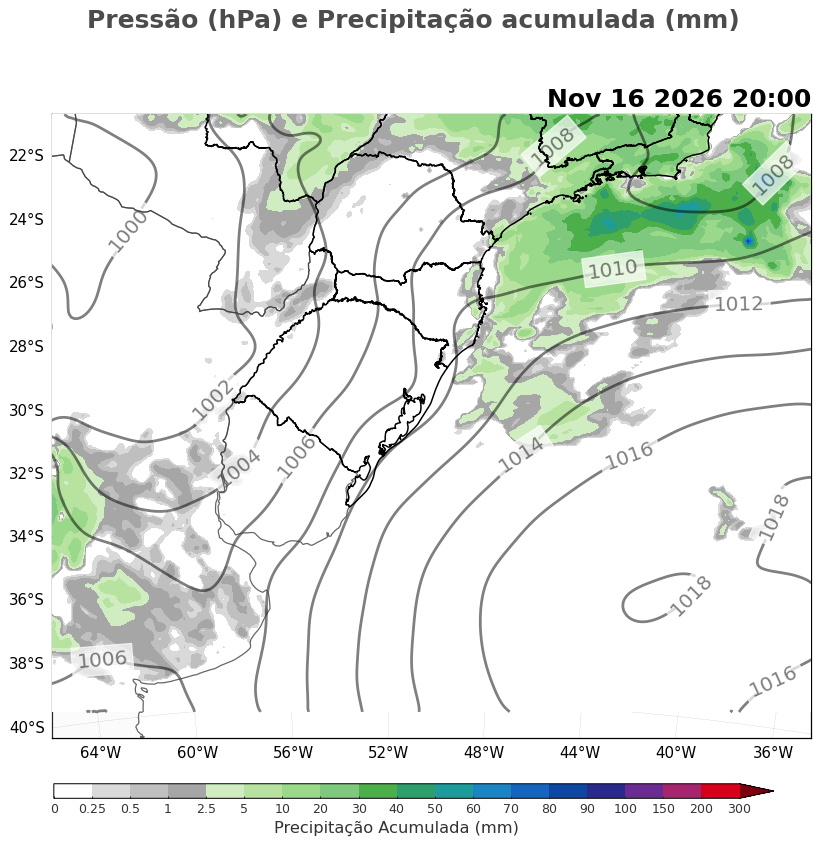 Pressão (hPa) e Precipitação acumulada (mm)
Nov 16 2026 20:00
22°S
24°S
26°S
28°S
30°S
32°S
34°S
36°S
38°S
40°S
1008
1008
1000
1010
1012
1002
1004
1006
1014
1016
1018
1018
1006
1016
64°W 60°W 56°W 52°W 48°W 44°W 40°W 36°W
0 0.25 0.5 1 2.5 5 10 20 30 40 50 60 70 80 90 100 150 200 300
Precipitação Acumulada (mm)